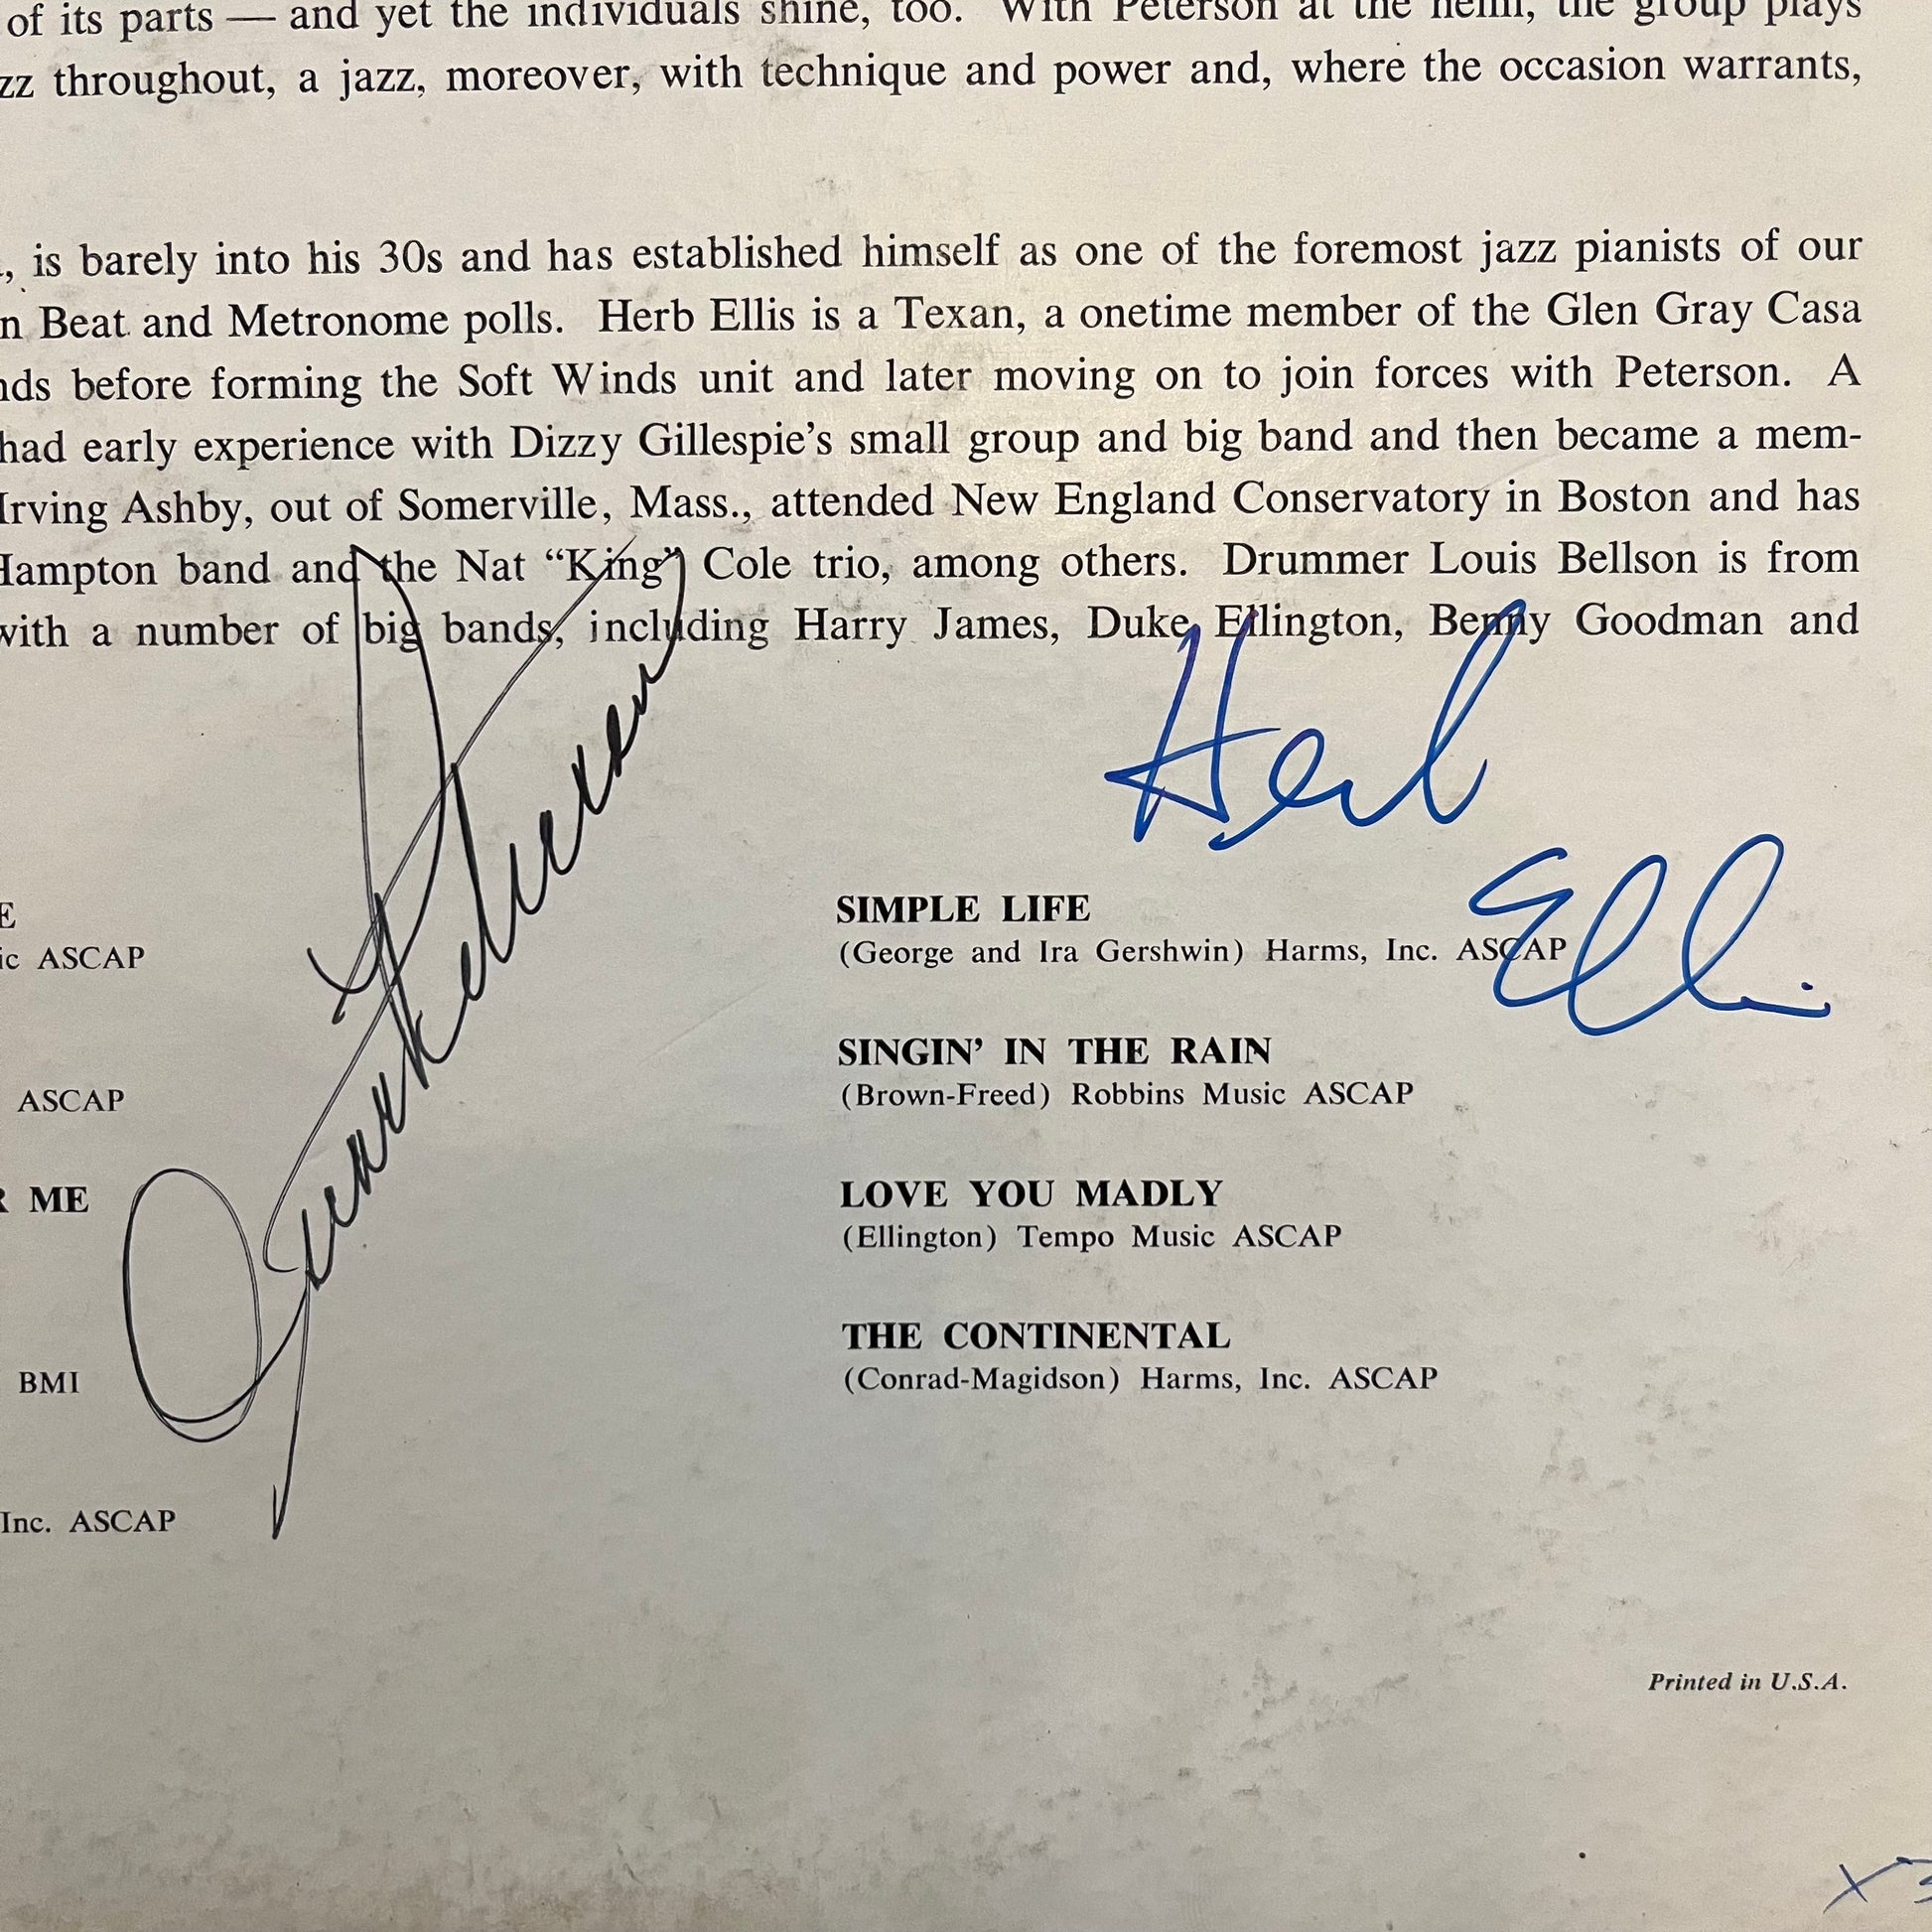 of its parts — and yet the individuals shine, too. With Peterson at the helm, the group plays
zz throughout, a jazz, moreover, with technique and power and, where the occasion warrants,
, is barely into his 30s and has established himself as one of the foremost jazz pianists of our
n Beat and Metronome polls. Herb Ellis is a Texan, a onetime member of the Glen Gray Casa
nds before forming the Soft Winds unit and later moving on to join forces with Peterson. A
had early experience with Dizzy Gillespie's small group and big band and then became a mem-
Irving Ashby, out of Somerville, Mass., attended New England Conservatory in Boston and has
Hampton band and the Nat “King” Cole trio, among others. Drummer Louis Bellson is from
with a number of big bands, including Harry James, Duke Ellington, Benny Goodman and
Herb
Ellis
E
ic ASCAP
ASCAP
R ME
BMI
Inc. ASCAP
Oscar Peterson
SIMPLE LIFE
(George and Ira Gershwin) Harms, Inc. ASCAP
SINGIN' IN THE RAIN
(Brown-Freed) Robbins Music ASCAP
LOVE YOU MADLY
(Ellington) Tempo Music ASCAP
THE CONTINENTAL
(Conrad-Magidson) Harms, Inc. ASCAP
Printed in U.S.A.